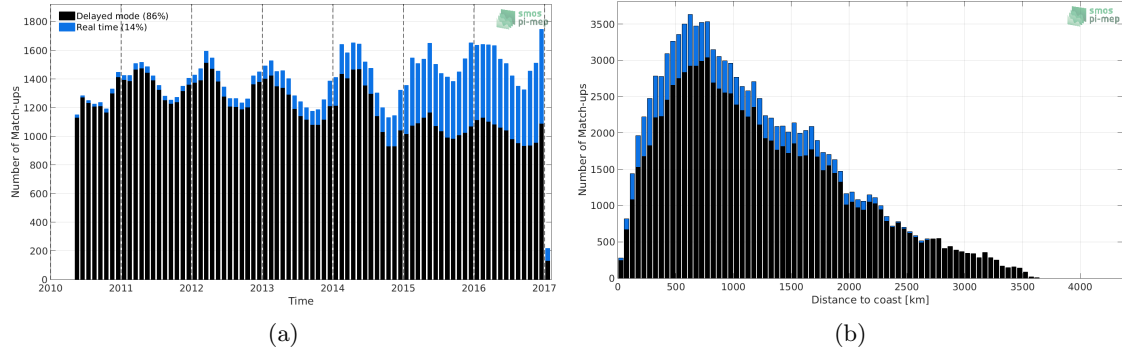 Delayed mode (86%)
Real time (14%)
smos
pi-mep
Number of Match-ups
1800
1600
1400
1200
1000
800
600
400
200
0
2010 2011 2012 2013 2014 2015 2016 2017
Time
(a)
smos
pi-mep
Number of Match-ups
3500
3000
2500
2000
1500
1000
500
0
0 500 1000 1500 2000 2500 3000 3500 4000
Distance to coast [km]
(b)